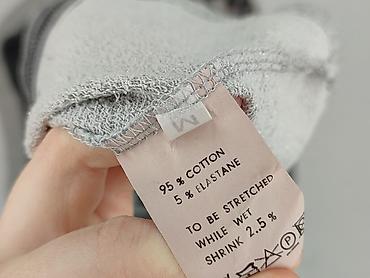 M
95 % COTTON
5 % ELASTANE
TO BE STRETCHED
WHILE WET
SHRINK 2.5 %